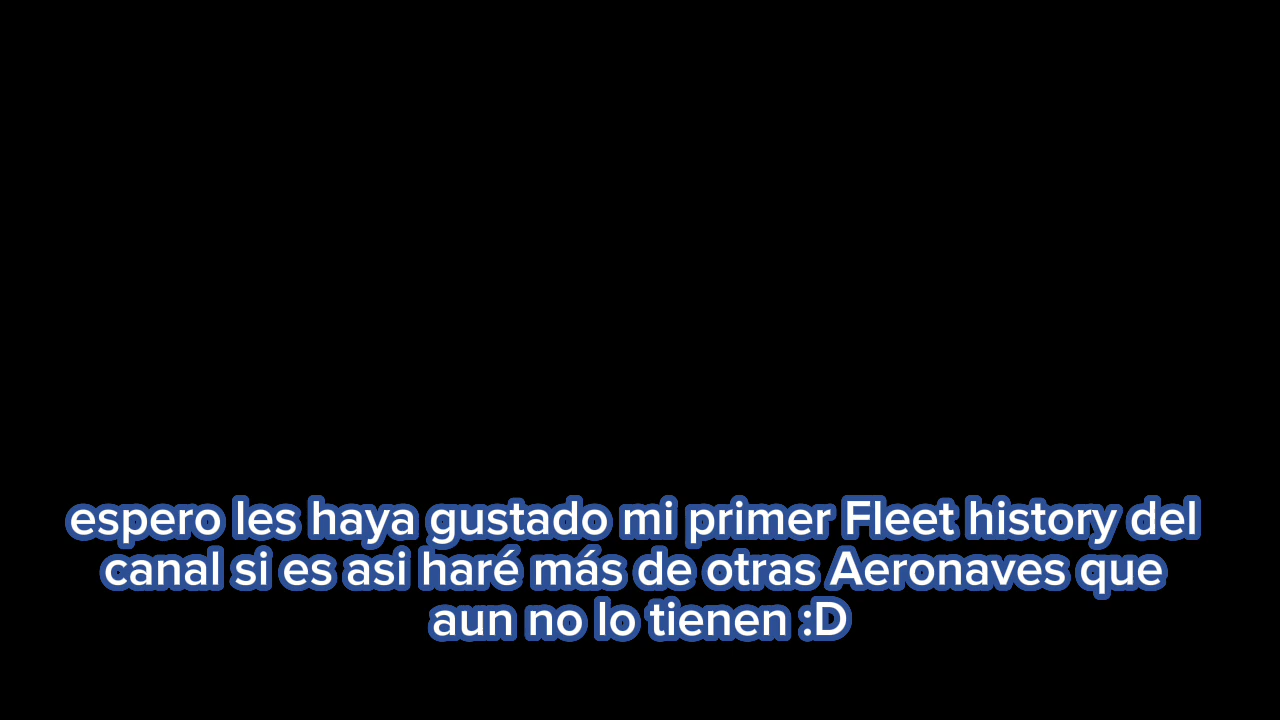 espero les haya gustado mi primer Fleet history del
canal si es asi haré más de otras Aeronaves que
aun no lo tienen :D